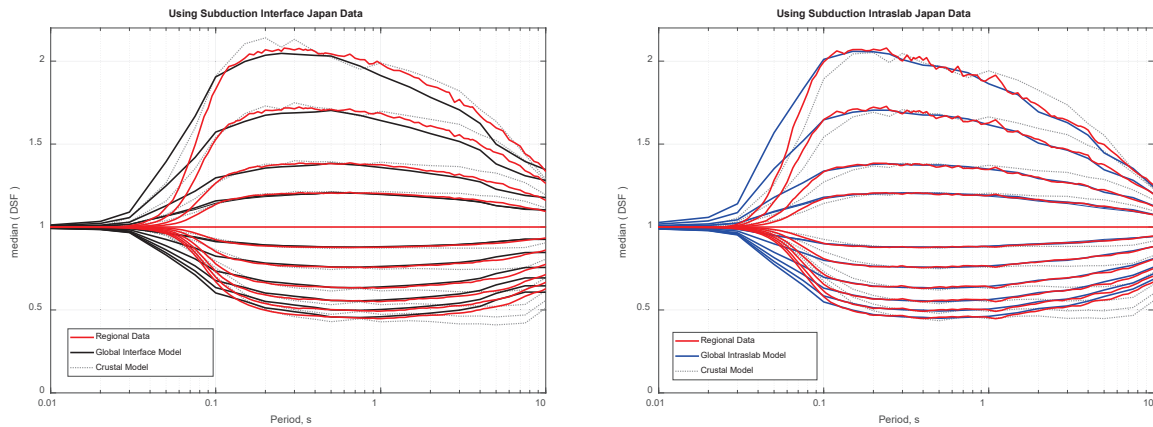 Using Subduction Interface Japan Data
2
1.5
1
0.5
0
median ( DSF )
Regional Data
Global Interface Model
Crustal Model
0.01
0.1
1
10
Period, s
Using Subduction Intraslab Japan Data
2
1.5
1
0.5
0
median ( DSF )
Regional Data
Global Intraslab Model
Crustal Model
0.01
0.1
1
10
Period, s